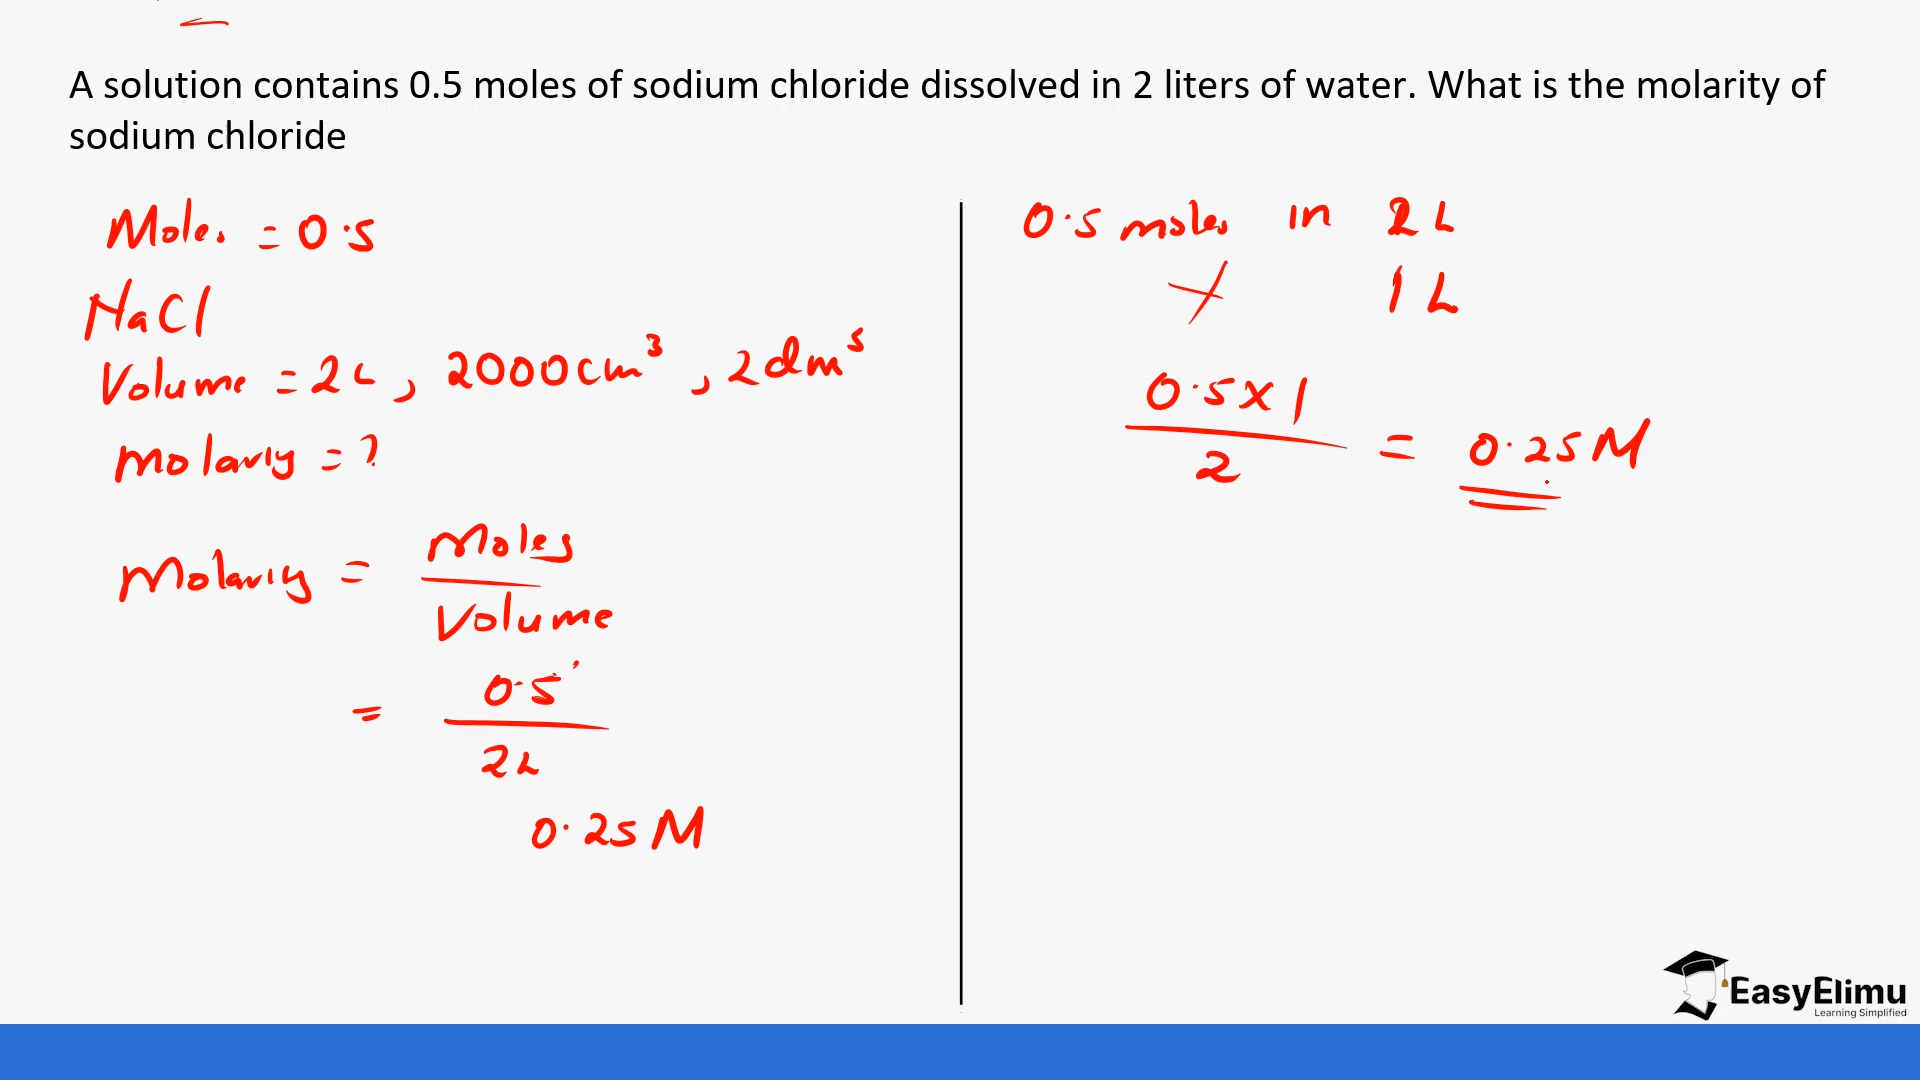 A solution contains 0.5 moles of sodium chloride dissolved in 2 liters of water. What is the molarity of
sodium chloride
Moles = 0.5
NaCl
Volume = 2L, 2000cm³, 2dm³
molariy = ?
Molariy = Moles
Volume
= 0.5
2L
0.25 M
0.5 moles in 2L
X 1L
0.5 x 1
2
= 0.25 M
EasyElimu
Learning Simplified